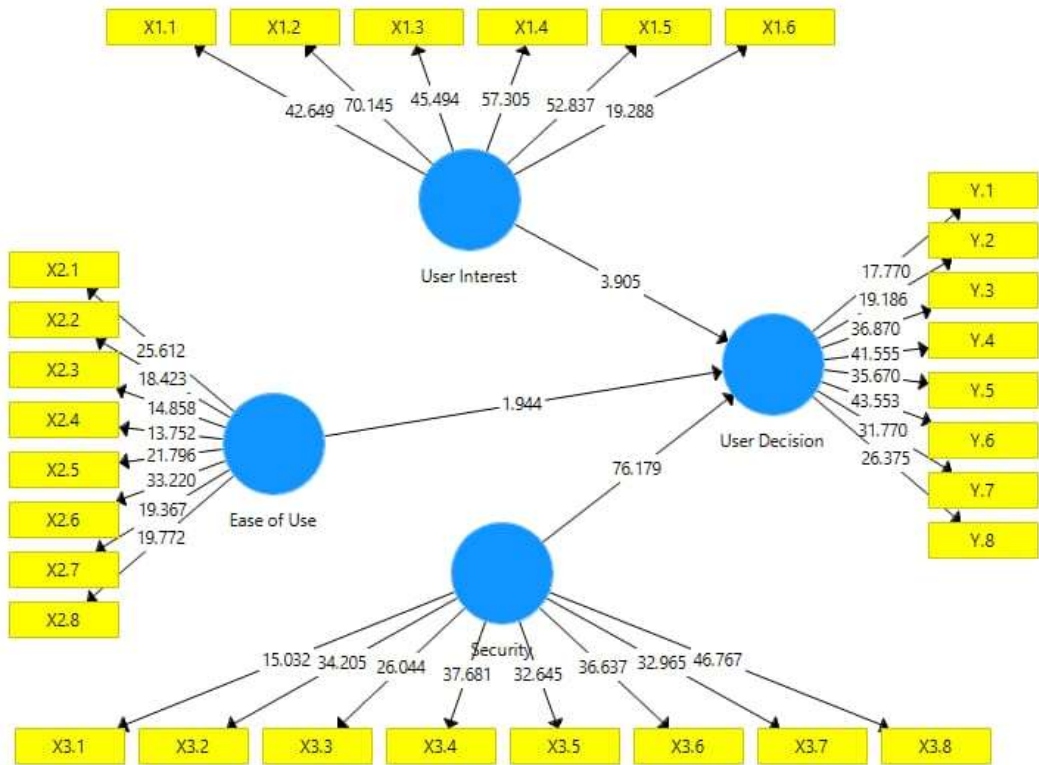 X1.1 X1.2 X1.3 X1.4 X1.5 X1.6
42.649 70.145 45.494 57.305 52.837 19.288
User Interest
3.905
X2.1
X2.2
X2.3
X2.4
X2.5
X2.6
X2.7
X2.8
25.612
18.423
14.858
13.752
21.796
33.220
19.367
19.772
Ease of Use
1.944
76.179
Y.1
Y.2
Y.3
Y.4
Y.5
Y.6
Y.7
Y.8
17.770
19.186
36.870
41.555
35.670
43.553
31.770
26.375
User Decision
Security
15.032 34.205 26.044 37.681 32.645 36.637 32.965 46.767
X3.1 X3.2 X3.3 X3.4 X3.5 X3.6 X3.7 X3.8